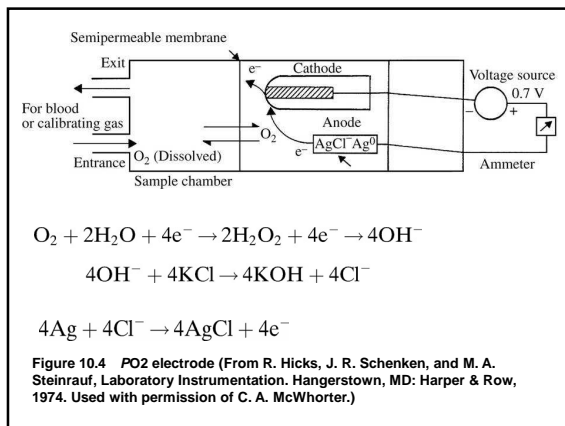 Semipermeable membrane
Exit
e⁻
Cathode
Voltage source
0.7 V
− +
For blood
or calibrating gas
Anode
O₂
e⁻
AgCl⁻Ag⁰
Entrance
O₂ (Dissolved)
Ammeter
Sample chamber
O₂ + 2H₂O + 4e⁻ → 2H₂O₂ + 4e⁻ → 4OH⁻
4OH⁻ + 4KCl → 4KOH + 4Cl⁻
4Ag + 4Cl⁻ → 4AgCl + 4e⁻
Figure 10.4 PO2 electrode (From R. Hicks, J. R. Schenken, and M. A.
Steinrauf, Laboratory Instrumentation. Hangerstown, MD: Harper & Row,
1974. Used with permission of C. A. McWhorter.)